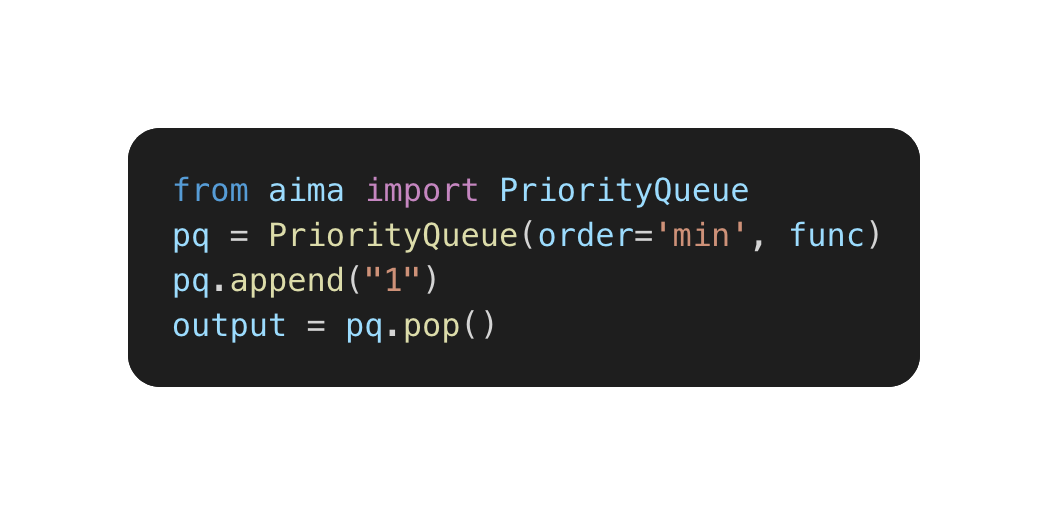 from aima import PriorityQueue
pq = PriorityQueue(order='min', func)
pq.append("1")
output = pq.pop()